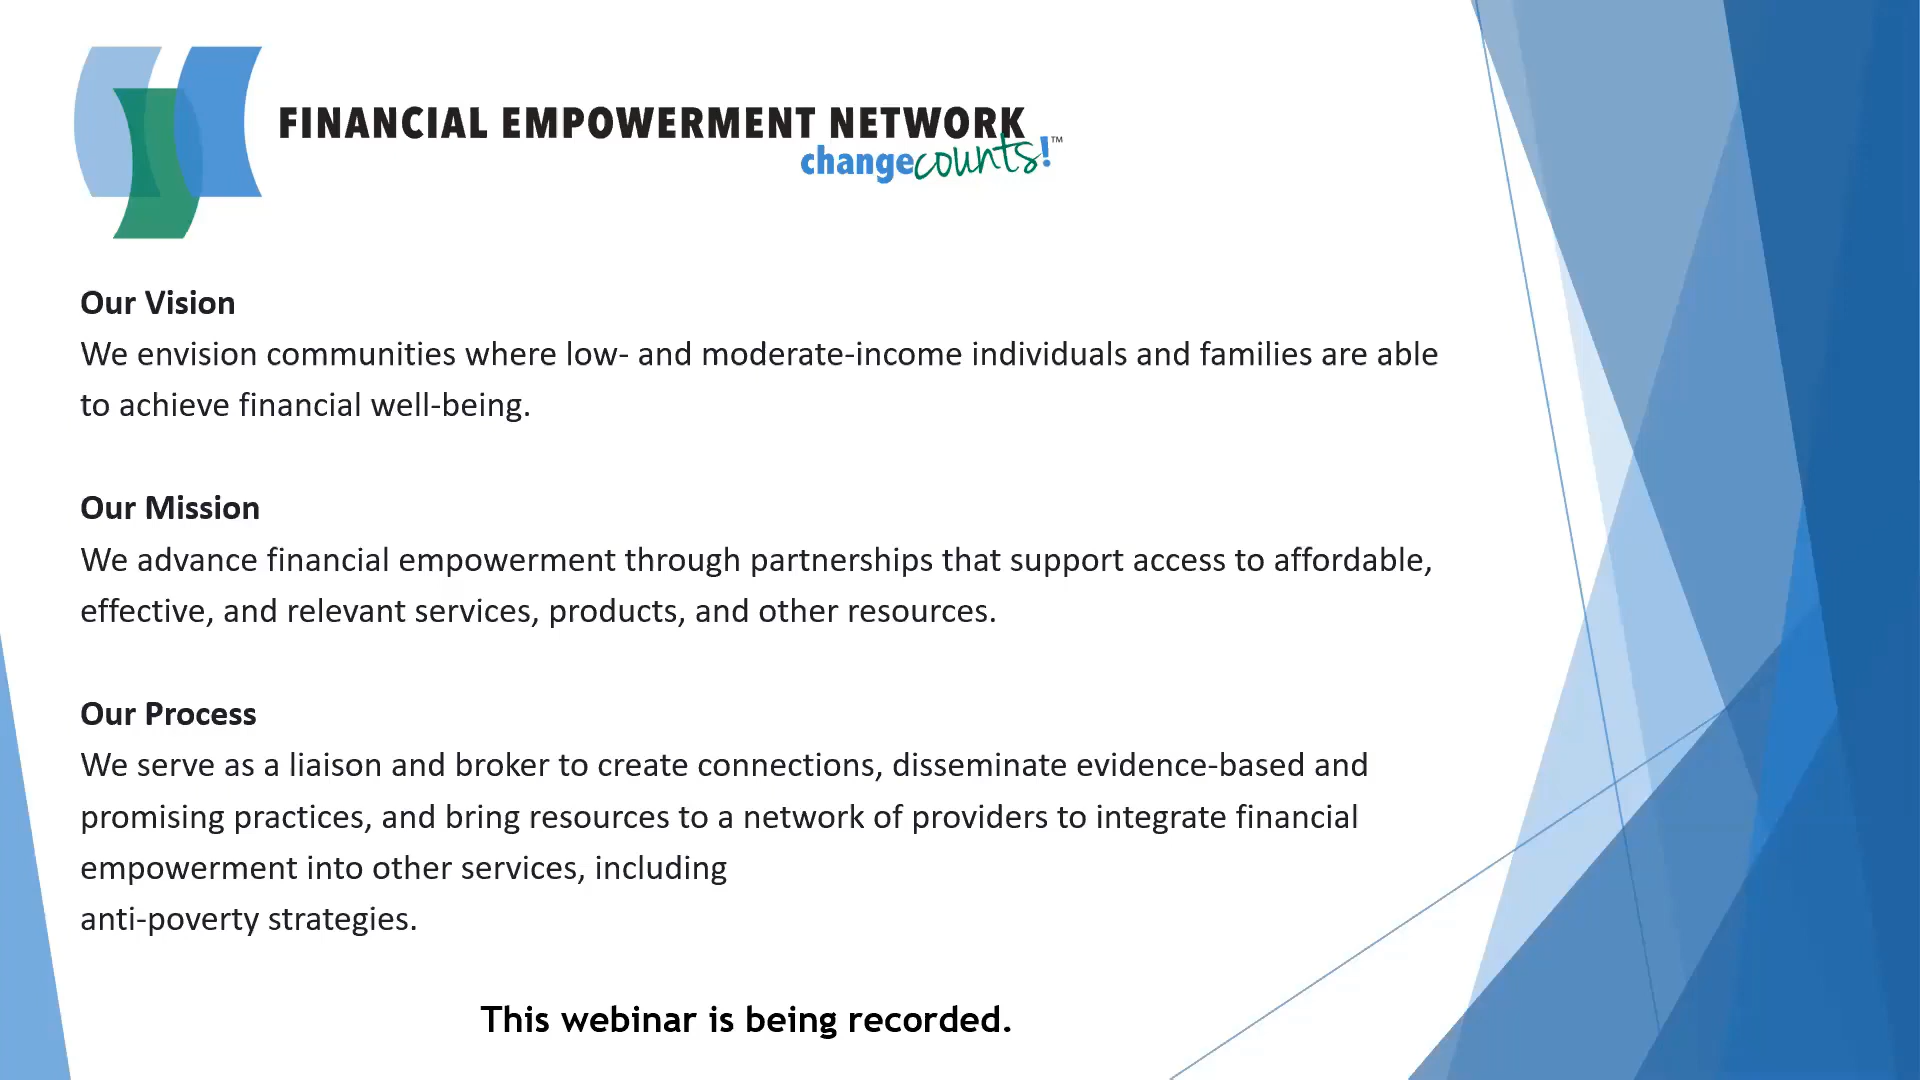 FINANCIAL EMPOWERMENT NETWORK
changecounts!™
Our Vision
We envision communities where low- and moderate-income individuals and families are able
to achieve financial well-being.
Our Mission
We advance financial empowerment through partnerships that support access to affordable,
effective, and relevant services, products, and other resources.
Our Process
We serve as a liaison and broker to create connections, disseminate evidence-based and
promising practices, and bring resources to a network of providers to integrate financial
empowerment into other services, including
anti-poverty strategies.
This webinar is being recorded.